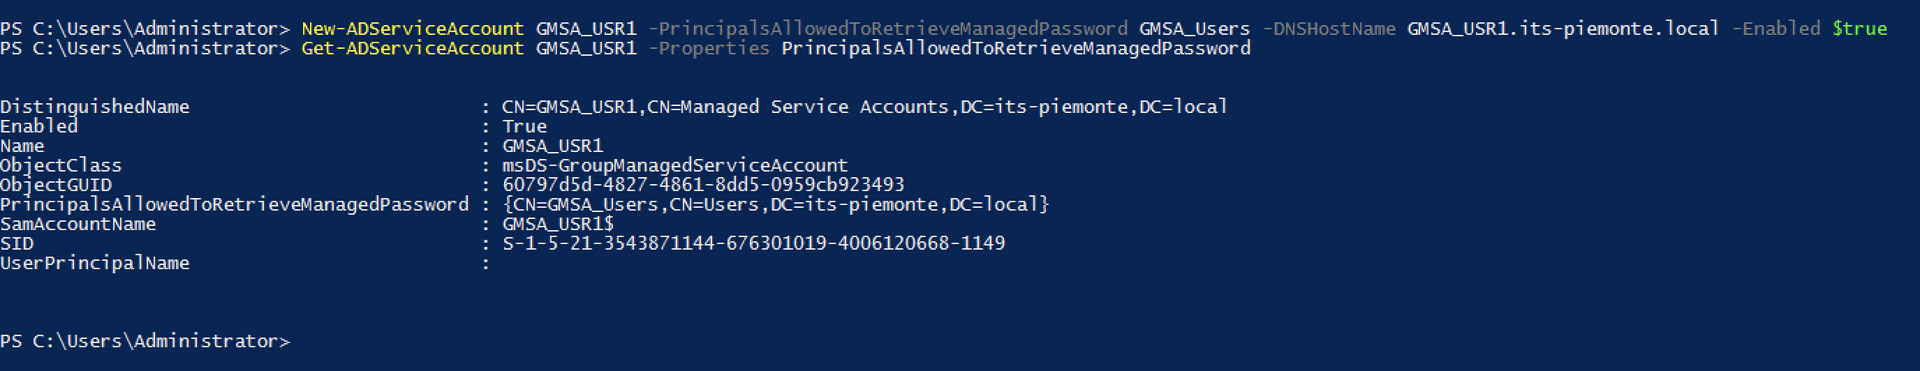 PS C:\Users\Administrator> New-ADServiceAccount GMSA_USR1 -PrincipalsAllowedToRetrieveManagedPassword GMSA_Users -DNSHostName GMSA_USR1.its-piemonte.local -Enabled $true
PS C:\Users\Administrator> Get-ADServiceAccount GMSA_USR1 -Properties PrincipalsAllowedToRetrieveManagedPassword
DistinguishedName : CN=GMSA_USR1,CN=Managed Service Accounts,DC=its-piemonte,DC=local
Enabled : True
Name : GMSA_USR1
ObjectClass : msDS-GroupManagedServiceAccount
ObjectGUID : 60797d5d-4827-4861-8dd5-0959cb923493
PrincipalsAllowedToRetrieveManagedPassword : {CN=GMSA_Users,CN=Users,DC=its-piemonte,DC=local}
SamAccountName : GMSA_USR1$
SID : S-1-5-21-3543871144-676301019-4006120668-1149
UserPrincipalName :
PS C:\Users\Administrator>